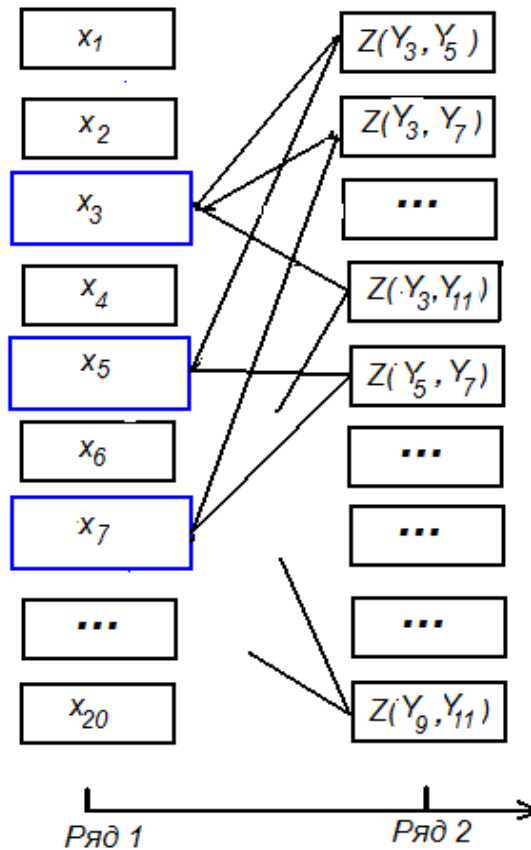 x₁
x₂
x₃
x₄
x₅
x₆
x₇
...
x₂₀
Z(Y₃,Y₅)
Z(Y₃, Y₇)
...
Z(Y₃,Y₁₁)
Z(Y₅, Y₇)
...
...
...
Z(Y₉,Y₁₁)
Ряд 1
Ряд 2